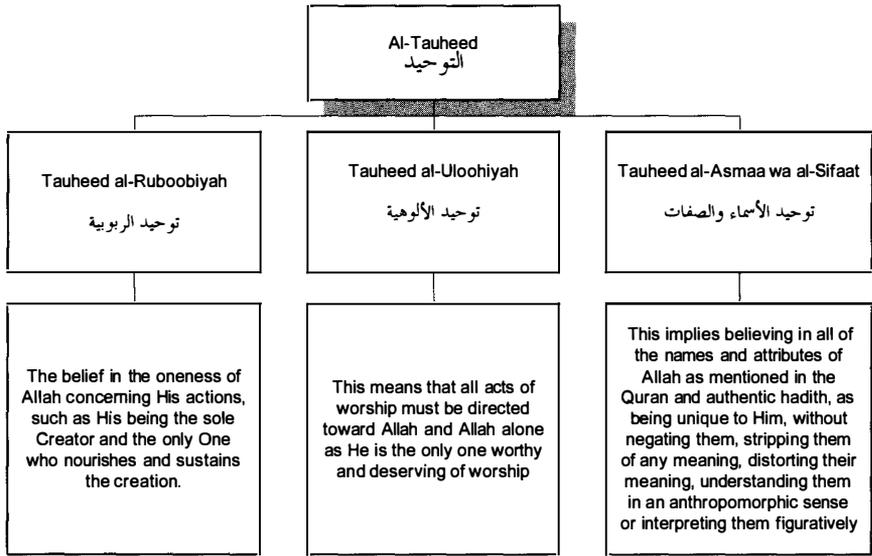 Al-Tauheed
التوحيد
Tauheed al-Ruboobiyah
توحيد الربوبية
Tauheed al-Uloohiyah
توحيد الألوهية
Tauheed al-Asmaa wa al-Sifaat
توحيد الأسماء والصفات
The belief in the oneness of
Allah concerning His actions,
such as His being the sole
Creator and the only One
who nourishes and sustains
the creation.
This means that all acts of
worship must be directed
toward Allah and Allah alone
as He is the only one worthy
and deserving of worship
This implies believing in all of
the names and attributes of
Allah as mentioned in the
Quran and authentic hadith, as
being unique to Him, without
negating them, stripping them
of any meaning, distorting their
meaning, understanding them
in an anthropomorphic sense
or interpreting them figuratively